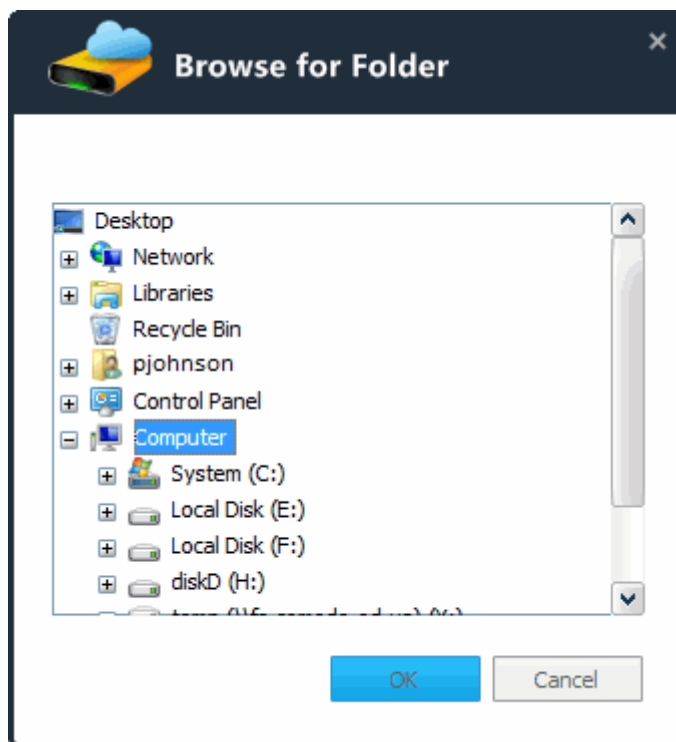 Browse for Folder
Desktop
Network
Libraries
Recycle Bin
pjohnson
Control Panel
Computer
System (C:)
Local Disk (E:)
Local Disk (F:)
diskD (H:)
OK
Cancel